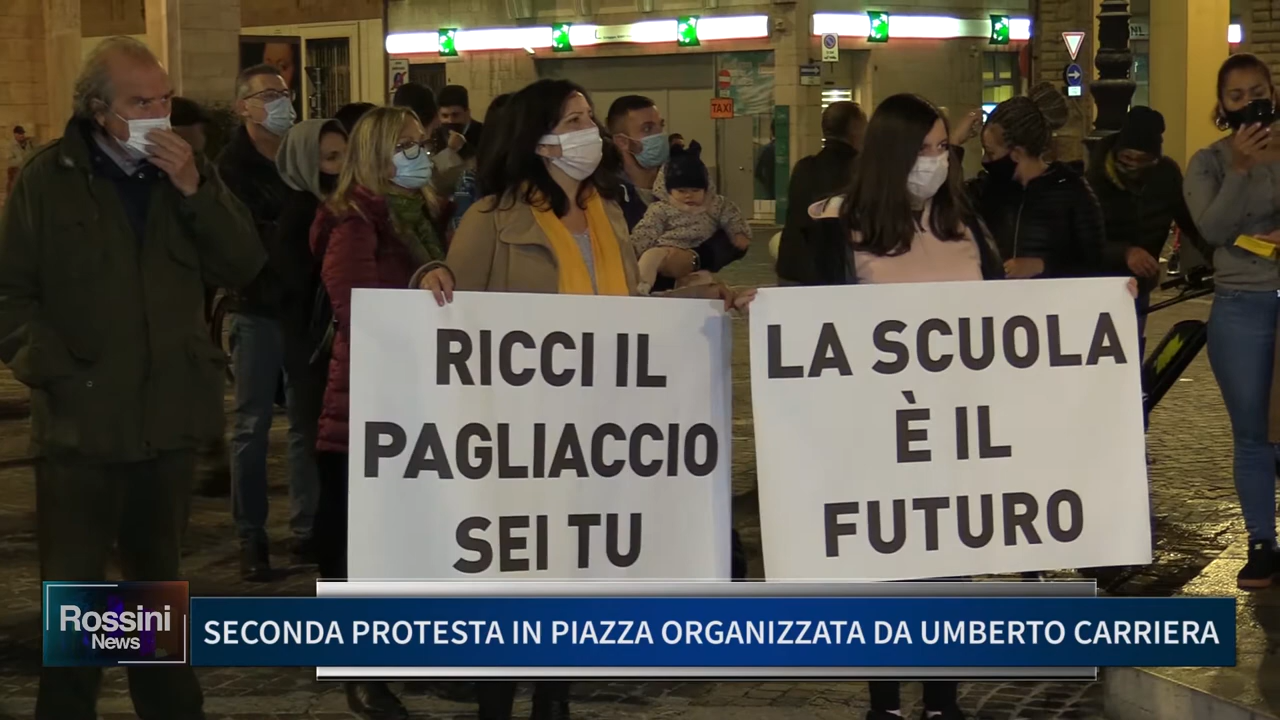 TAXI
RICCI IL
PAGLIACCIO
SEI TU
LA SCUOLA
È IL
FUTURO
Rossini
News
SECONDA PROTESTA IN PIAZZA ORGANIZZATA DA UMBERTO CARRIERA